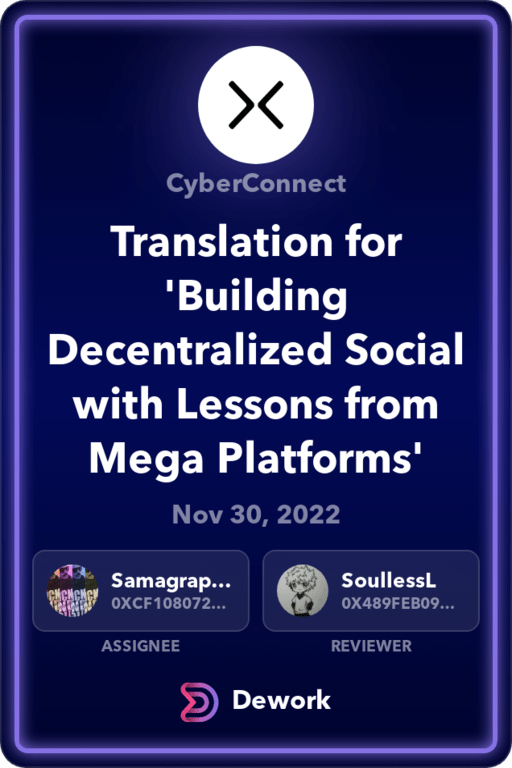 CyberConnect
Translation for
'Building
Decentralized Social
with Lessons from
Mega Platforms'
Nov 30, 2022
Samagrap...
0XCF108072...
SoullessL
0X489FEB09...
ASSIGNEE
REVIEWER
Dework